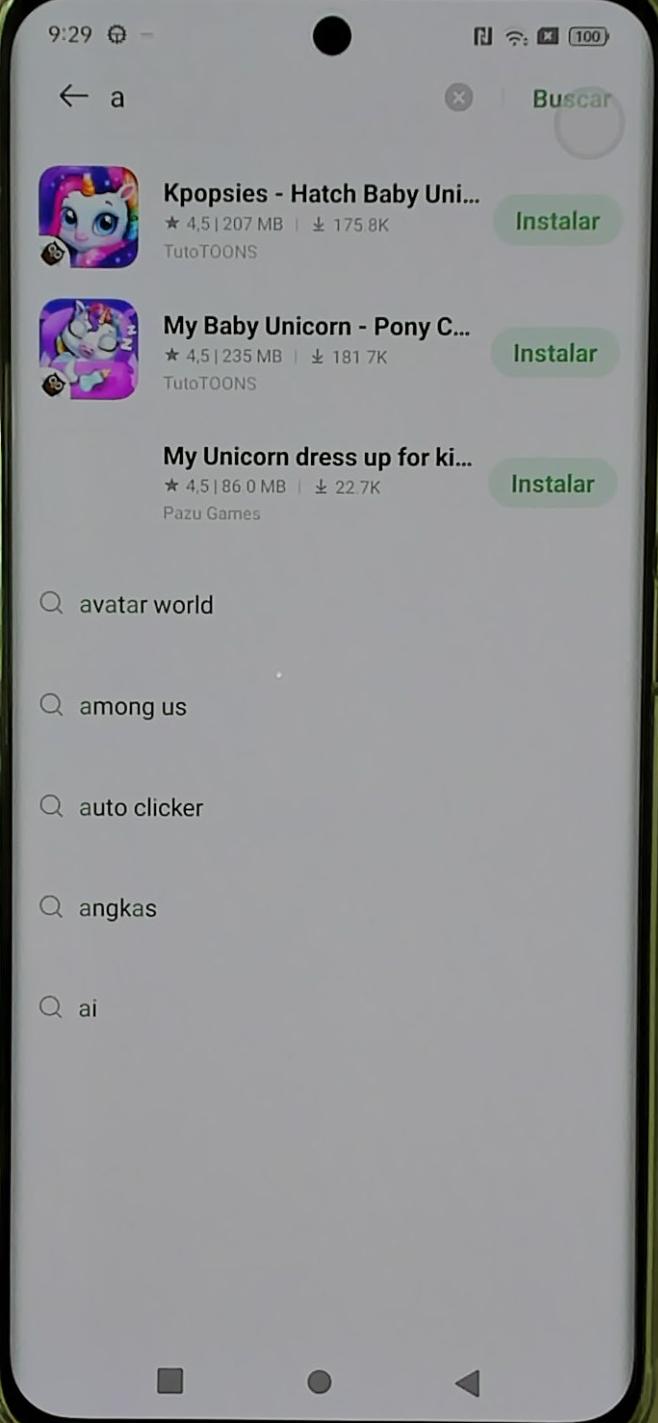 9:29
100
a
Buscar
Kpopsies - Hatch Baby Uni...
★ 4,5 | 207 MB | 175.8K
TutoTOONS
Instalar
My Baby Unicorn - Pony C...
★ 4,5 | 235 MB | 181 7K
TutoTOONS
Instalar
My Unicorn dress up for ki...
★ 4,5 | 86 0 MB | 22.7K
Pazu Games
Instalar
avatar world
among us
auto clicker
angkas
ai